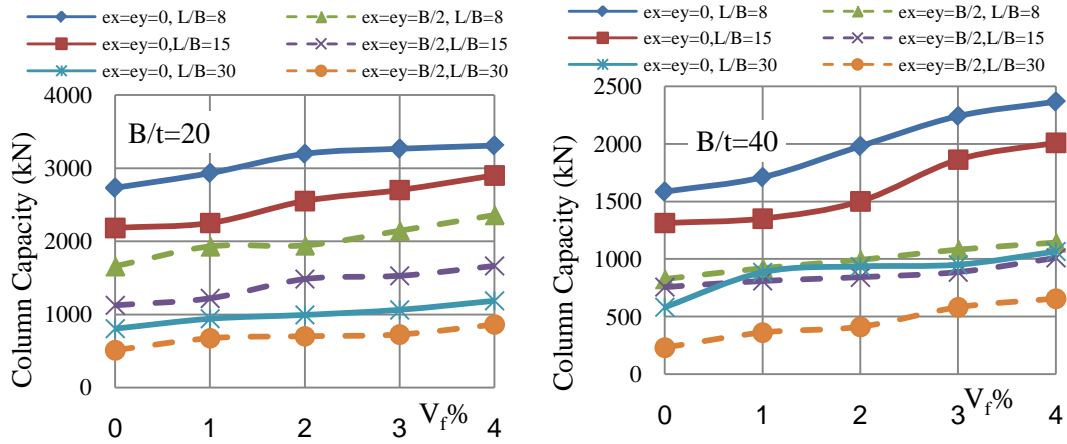 ex=ey=0, L/B=8 ex=ey=B/2, L/B=8
ex=ey=0,L/B=15 ex=ey=B/2,L/B=15
ex=ey=0, L/B=30 ex=ey=B/2,L/B=30
4000
3000
2000
1000
0
Column Capacity (kN)
B/t=20
0 1 2 3 4
Vf%
ex=ey=0, L/B=8 ex=ey=B/2, L/B=8
ex=ey=0,L/B=15 ex=ey=B/2,L/B=15
ex=ey=0, L/B=30 ex=ey=B/2,L/B=30
2500
2000
1500
1000
500
0
Column Capacity (kN)
B/t=40
0 1 2 3 4
Vf%